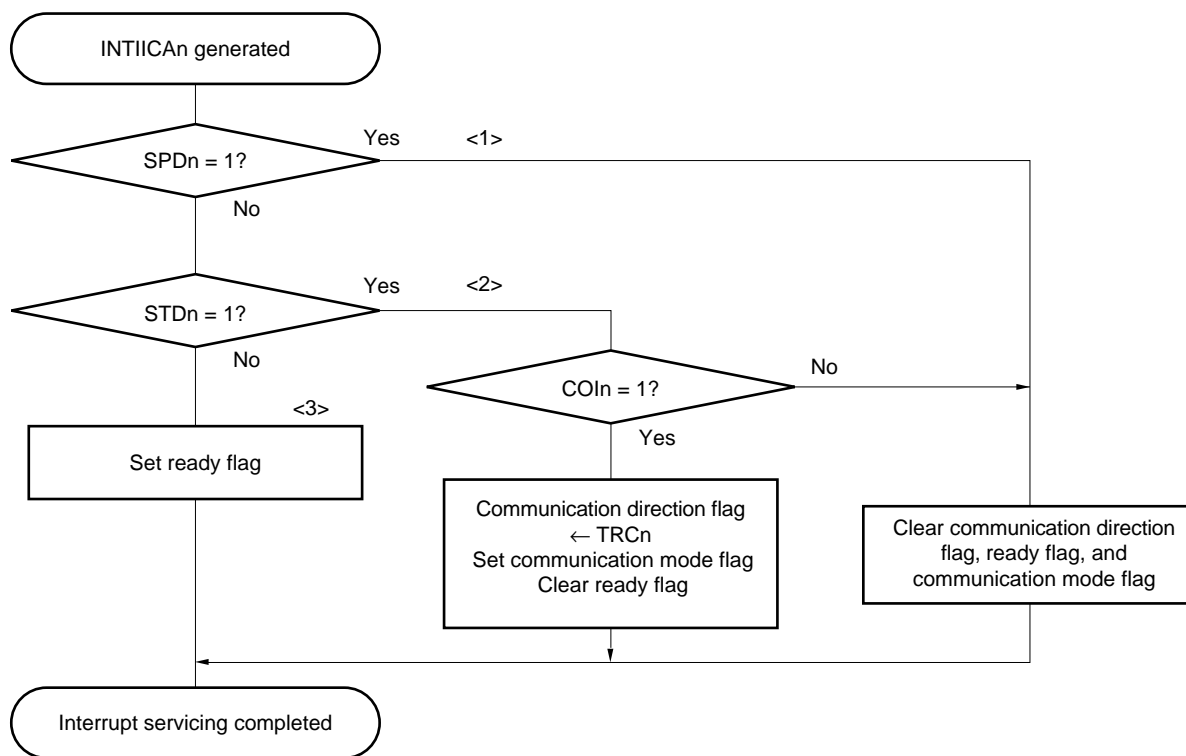 INTIICAn generated
Yes
<1>
SPDn = 1?
No
Yes
<2>
STDn = 1?
No
COIn = 1?
No
Yes
<3>
Set ready flag
Communication direction flag
← TRCn
Set communication mode flag
Clear ready flag
Clear communication direction
flag, ready flag, and
communication mode flag
Interrupt servicing completed